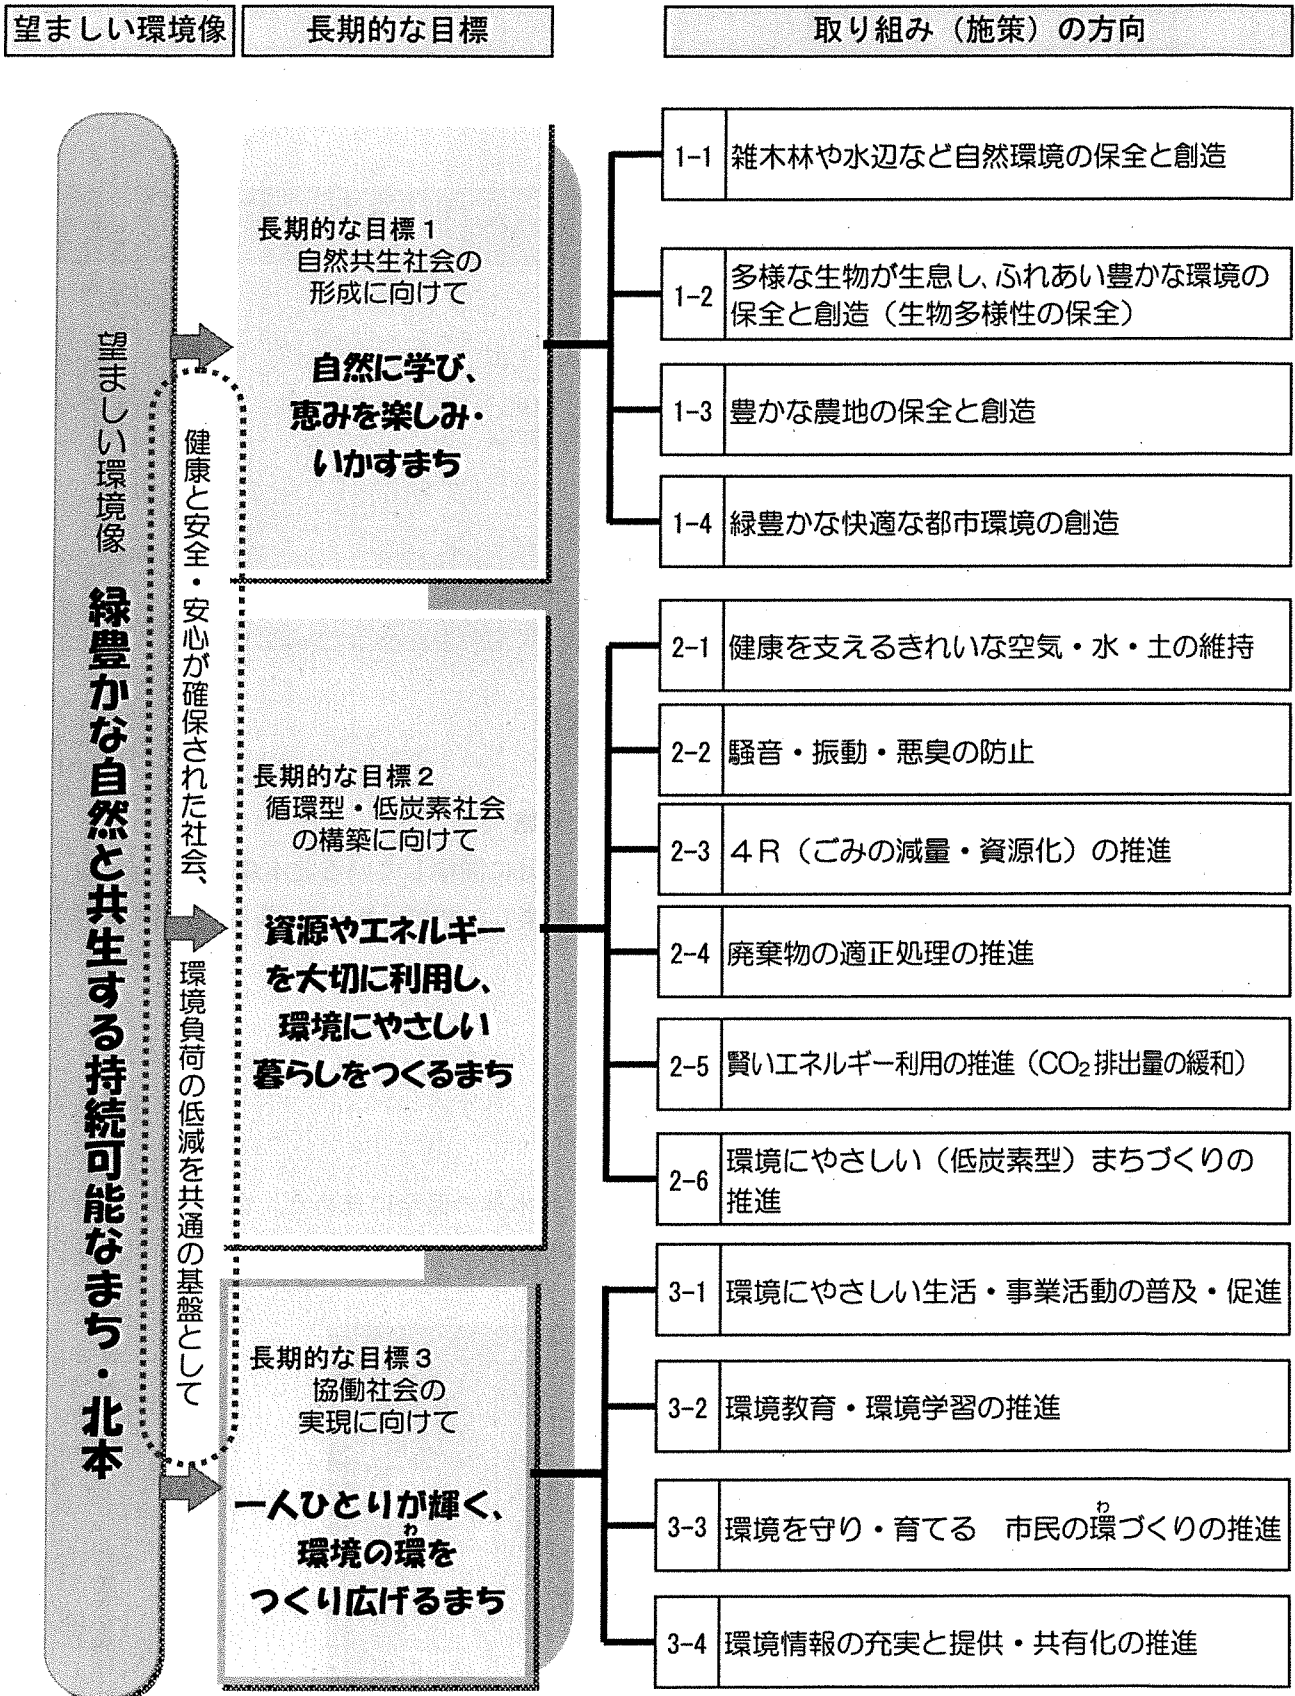 望ましい環境像
長期的な目標
取り組み（施策）の方向
望ましい環境像 緑豊かな自然と共生する持続可能なまち・北本
健康と安全・安心が確保された社会、環境負荷の低減を共通の基盤として
長期的な目標1
自然共生社会の
形成に向けて
自然に学び、
恵みを楽しみ・
いかすまち
1-1 雑木林や水辺など自然環境の保全と創造
1-2 多様な生物が生息し、ふれあい豊かな環境の
保全と創造（生物多様性の保全）
1-3 豊かな農地の保全と創造
1-4 緑豊かな快適な都市環境の創造
長期的な目標2
循環型・低炭素社会
の構築に向けて
資源やエネルギー
を大切に利用し、
環境にやさしい
暮らしをつくるまち
2-1 健康を支えるきれいな空気・水・土の維持
2-2 騒音・振動・悪臭の防止
2-3 4R（ごみの減量・資源化）の推進
2-4 廃棄物の適正処理の推進
2-5 賢いエネルギー利用の推進（CO₂排出量の緩和）
2-6 環境にやさしい（低炭素型）まちづくりの
推進
長期的な目標3
協働社会の
実現に向けて
一人ひとりが輝く、
わ
環境の環を
つくり広げるまち
3-1 環境にやさしい生活・事業活動の普及・促進
3-2 環境教育・環境学習の推進
わ
3-3 環境を守り・育てる　市民の環づくりの推進
3-4 環境情報の充実と提供・共有化の推進